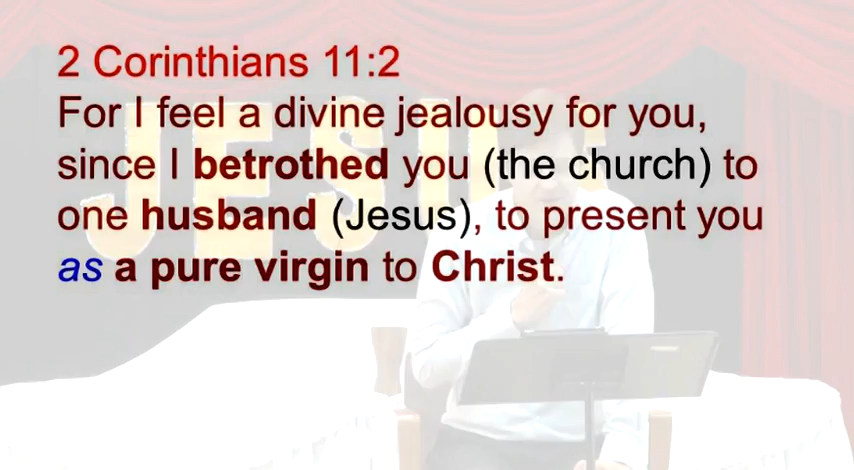 2 Corinthians 11:2
For I feel a divine jealousy for you,
since I betrothed you (the church) to
one husband (Jesus), to present you
as a pure virgin to Christ.
JESUS